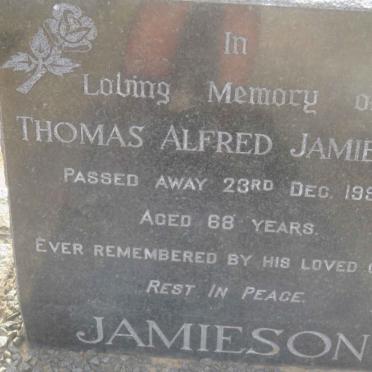 In
Loving Memory o
THOMAS ALFRED JAMIE
PASSED AWAY 23RD DEC. 19
AGED 68 YEARS.
EVER REMEMBERED BY HIS LOVED
REST IN PEACE.
JAMIESON